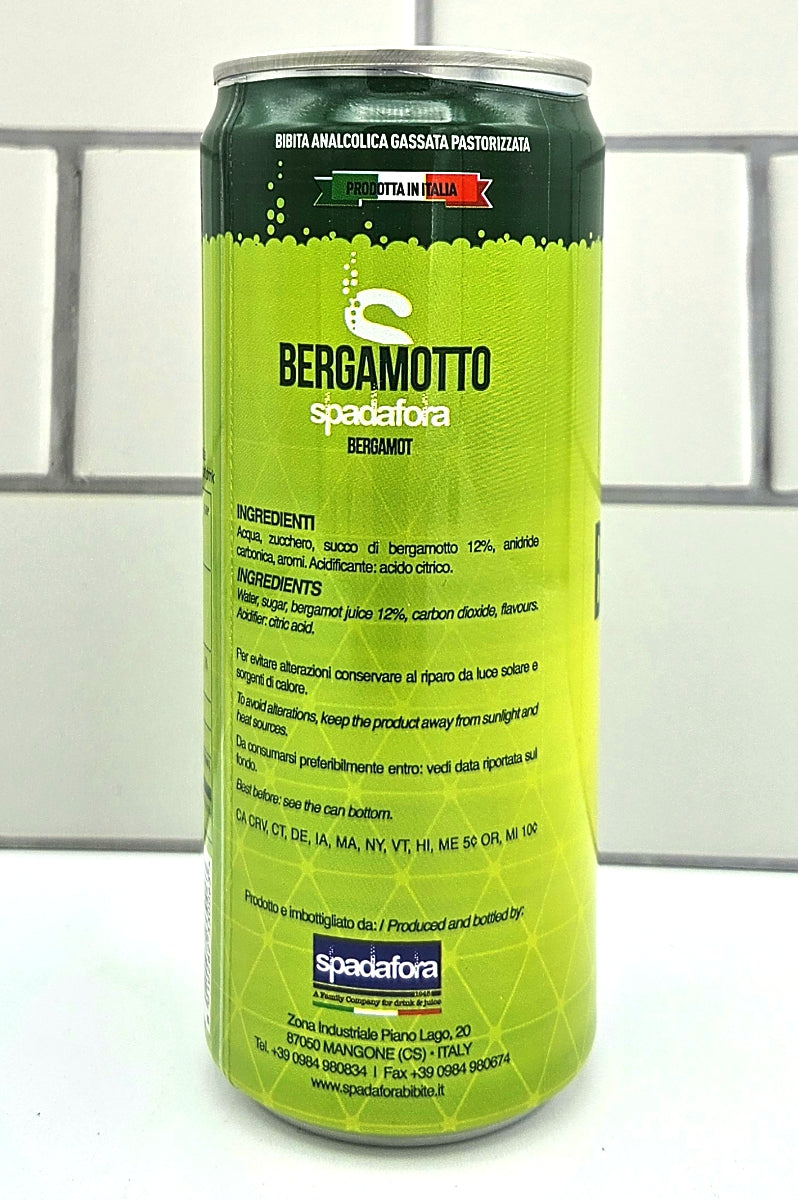 BIBITA ANALCOLICA GASSATA PASTORIZZATA
PRODOTTA IN ITALIA
BERGAMOTTO
spadafora
BERGAMOT
INGREDIENTI
Acqua, zucchero, succo di bergamotto 12%, anidride
carbonica, aromi. Acidificante: acido citrico.
INGREDIENTS
Water, sugar, bergamot juice 12%, carbon dioxide, flavours.
Acidifier: citric acid.
Per evitare alterazioni conservare al riparo da luce solare e
sorgenti di calore.
To avoid alterations, keep the product away from sunlight and
heat sources.
Da consumarsi preferibilmente entro: vedi data riportata sul
fondo.
Best before: see the can bottom.
CA CRV, CT, DE, IA, MA, NY, VT, HI, ME 5¢ OR, MI 10¢
Prodotto e imbottigliato da: / Produced and bottled by:
spadafora
1945
A Family Company for drink & juice
Zona Industriale Piano Lago, 20
87050 MANGONE (CS) • ITALY
Tel. +39 0984 980834 | Fax +39 0984 980674
www.spadaforabibite.it